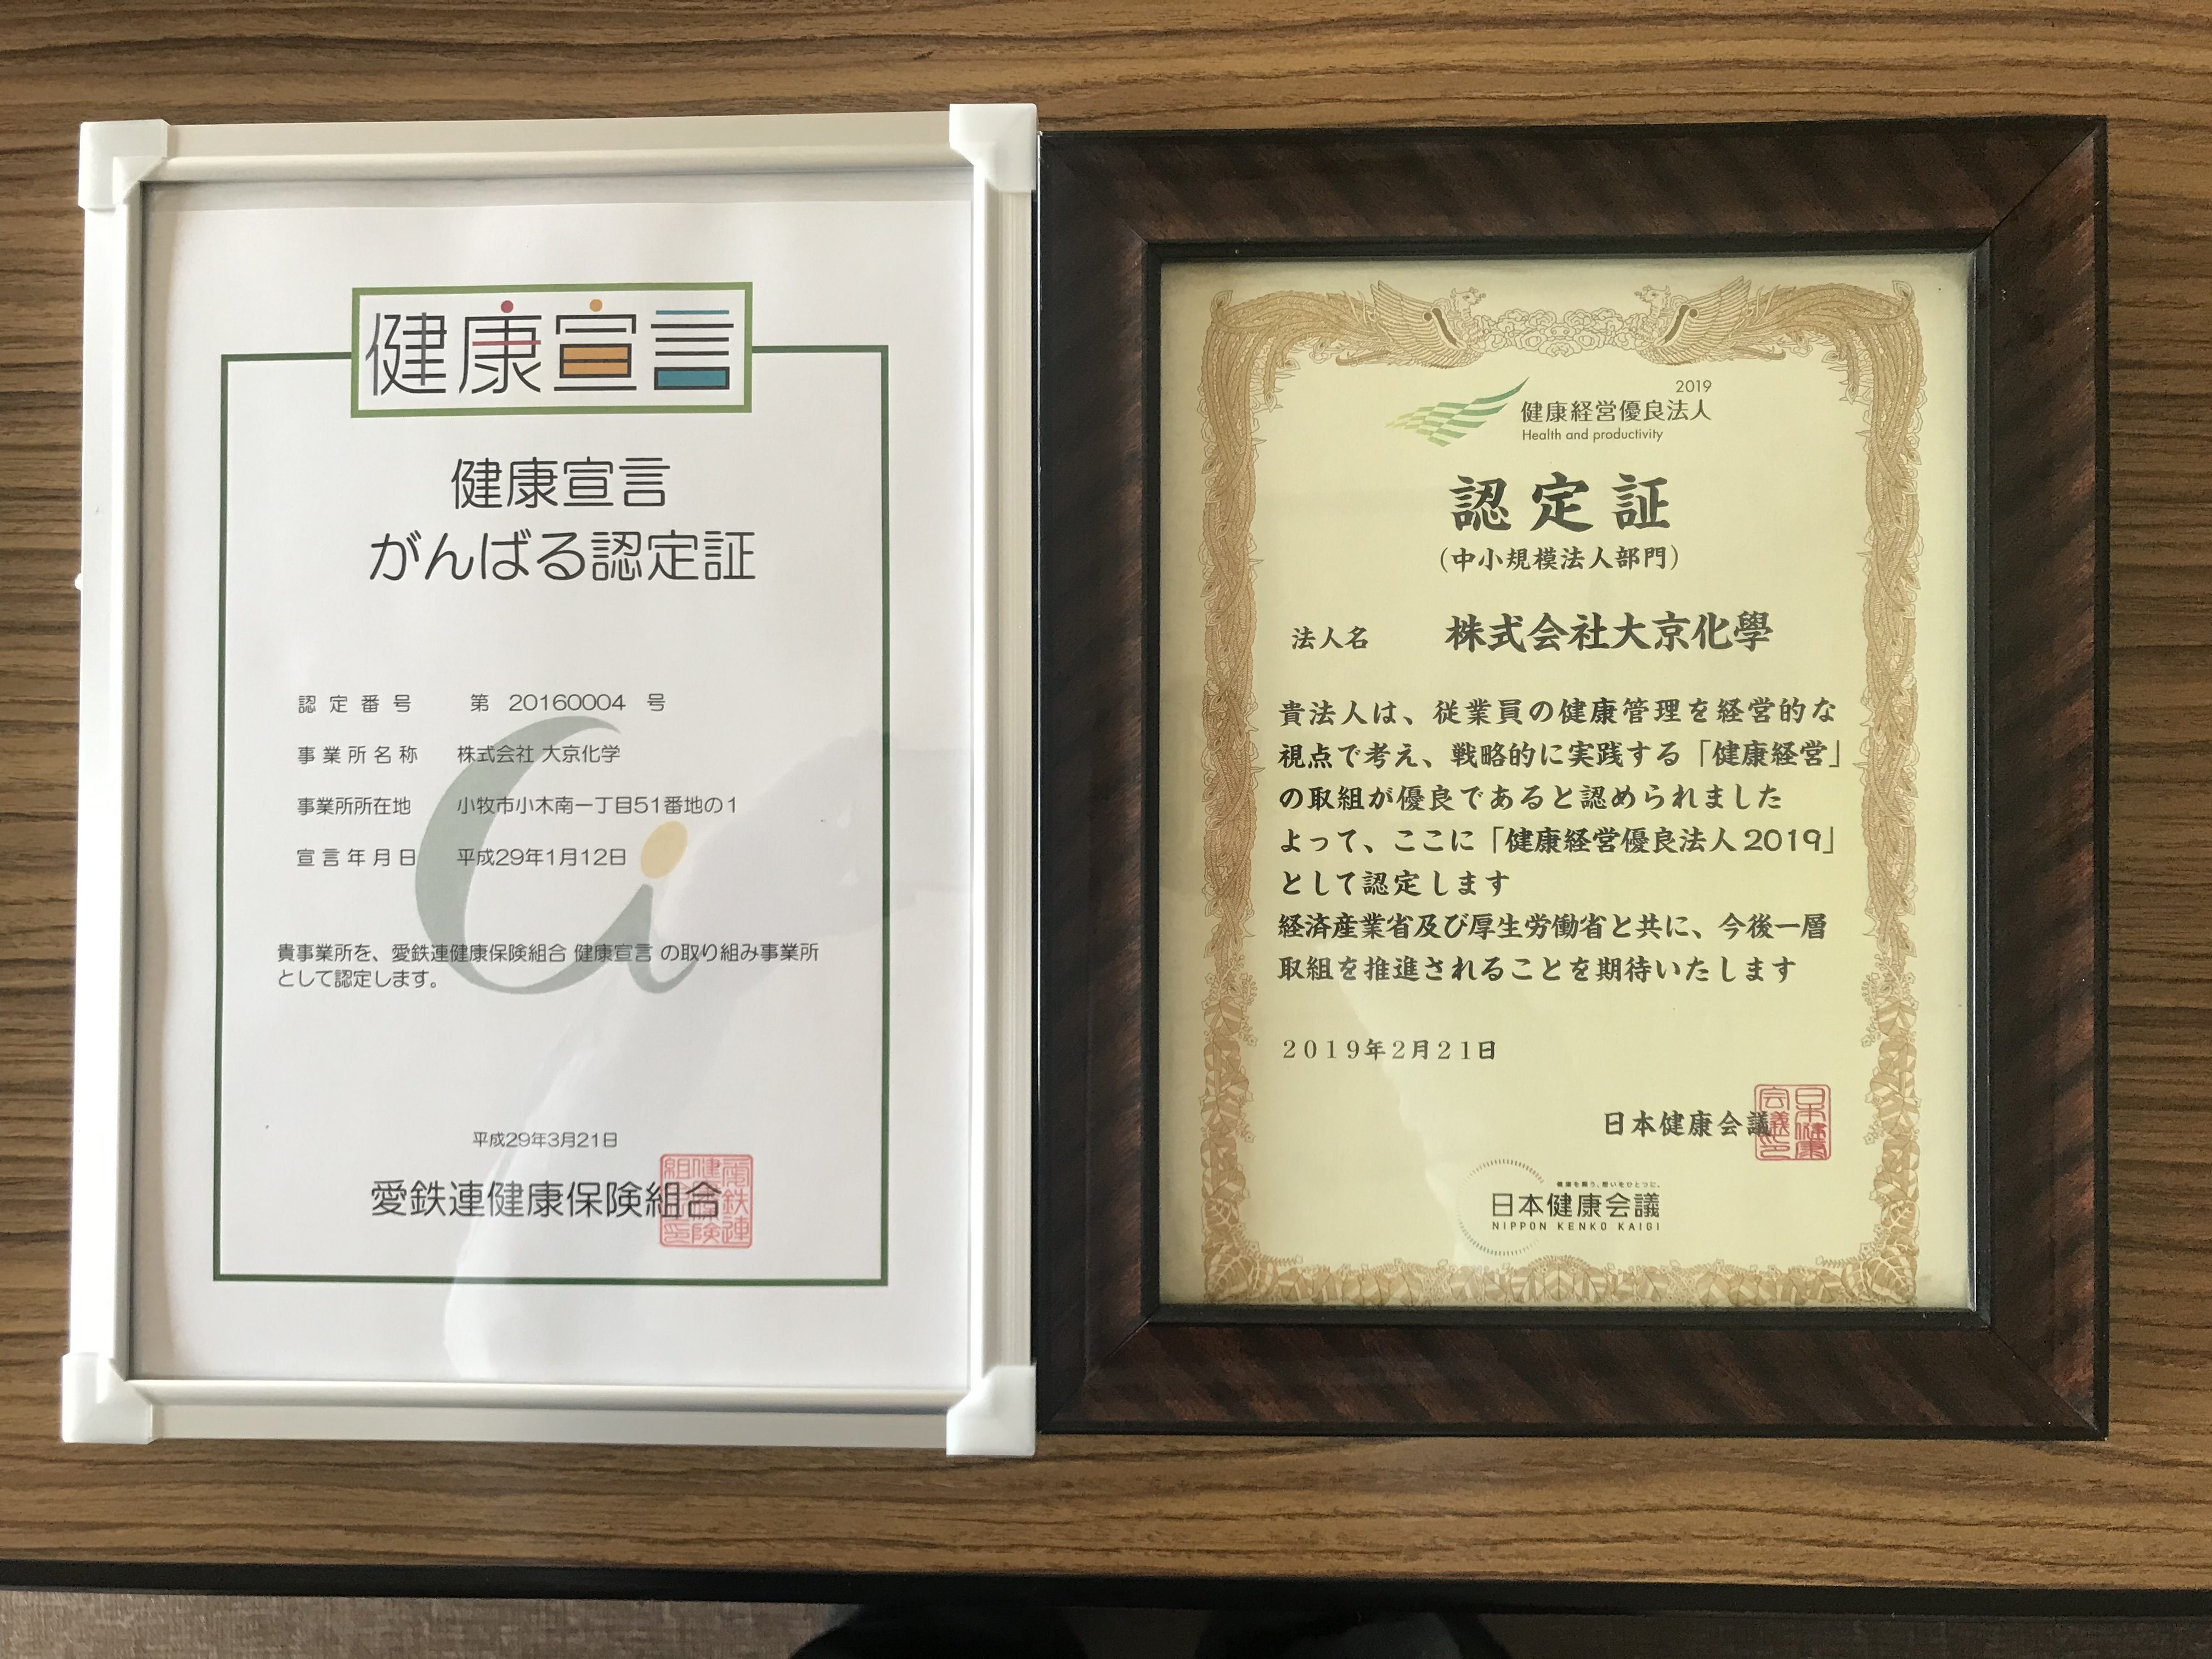 健康宣言
健康宣言
がんばる認定証
認定番号 第 20160004 号
事業所名称 株式会社 大京化学
事業所所在地 小牧市小木南一丁目51番地の1
宣言年月日 平成29年1月12日
貴事業所を、愛鉄連健康保険組合 健康宣言 の取り組み事業所
として認定します。
平成29年3月21日
愛鉄連健康保険組合
2019
健康経営優良法人
Health and productivity
認定証
(中小規模法人部門)
法人名 株式会社大京化學
貴法人は、従業員の健康管理を経営的な
視点で考え、戦略的に実践する「健康経営」
の取組が優良であると認められました
よって、ここに「健康経営優良法人2019」
として認定します
経済産業省及び厚生労働省と共に、今後一層
取組を推進されることを期待いたします
2019年2月21日
日本健康会議
健康を願う、想いをひとつに。
日本健康会議
NIPPON KENKO KAIGI